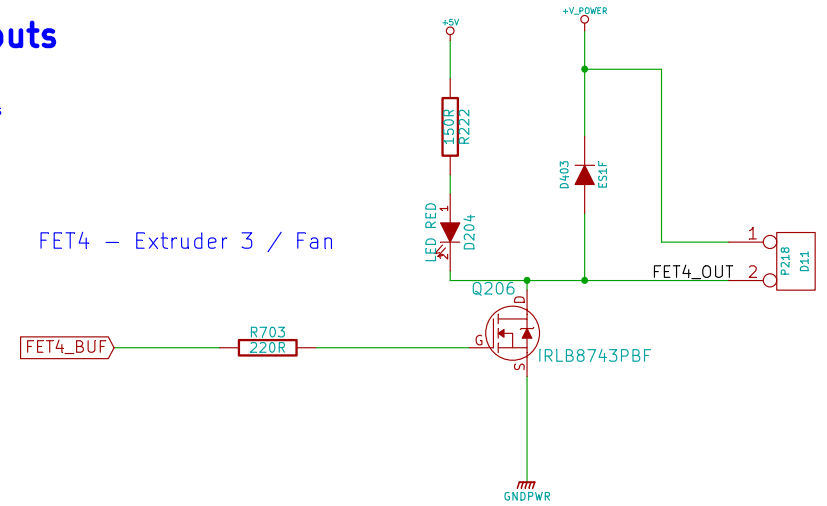 outs
s
+5V
+V_POWER
150R
R222
D403
ES1F
LED RED
1
2
D204
FET4 - Extruder 3 / Fan
1
2
P218
D11
FET4_OUT
Q206
D
G
S
R703
220R
FET4_BUF
IRLB8743PBF
GNDPWR